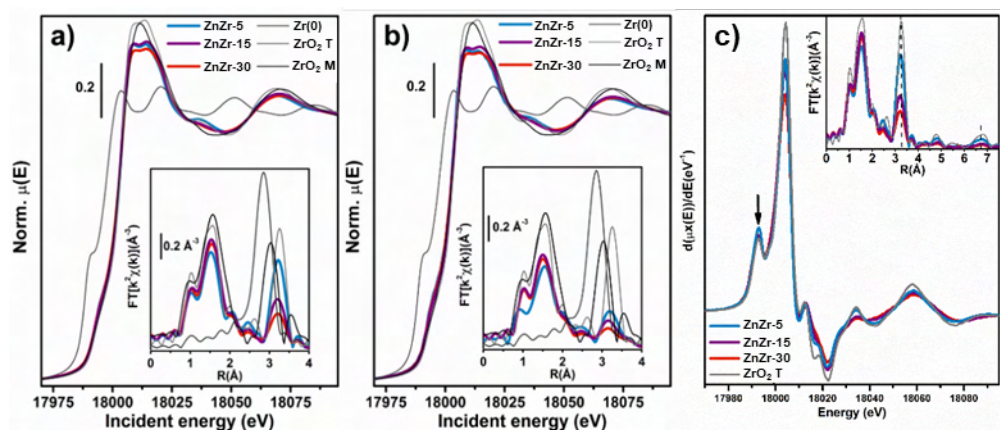 a)
ZnZr-5
ZnZr-15
ZnZr-30
Zr(0)
ZrO₂ T
ZrO₂ M
0.2
Norm. μ(E)
FT[k²χ(k)](Å⁻³)
0.2 Å⁻³
0 1 2 3 4
R(Å)
17975 18000 18025 18050 18075
Incident energy (eV)
b)
ZnZr-5
ZnZr-15
ZnZr-30
Zr(0)
ZrO₂ T
ZrO₂ M
0.2
Norm. μ(E)
FT[k²χ(k)](Å⁻³)
0.2 Å⁻³
0 1 2 3 4
R(Å)
17975 18000 18025 18050 18075
Incident energy (eV)
c)
FT[k²χ(k)](Å⁻³)
0 1 2 3 4 5 6 7
R(Å)
d(μx(E))/dE(eV⁻¹)
ZnZr-5
ZnZr-15
ZnZr-30
ZrO₂ T
17980 18000 18020 18040 18060 18080
Energy (eV)